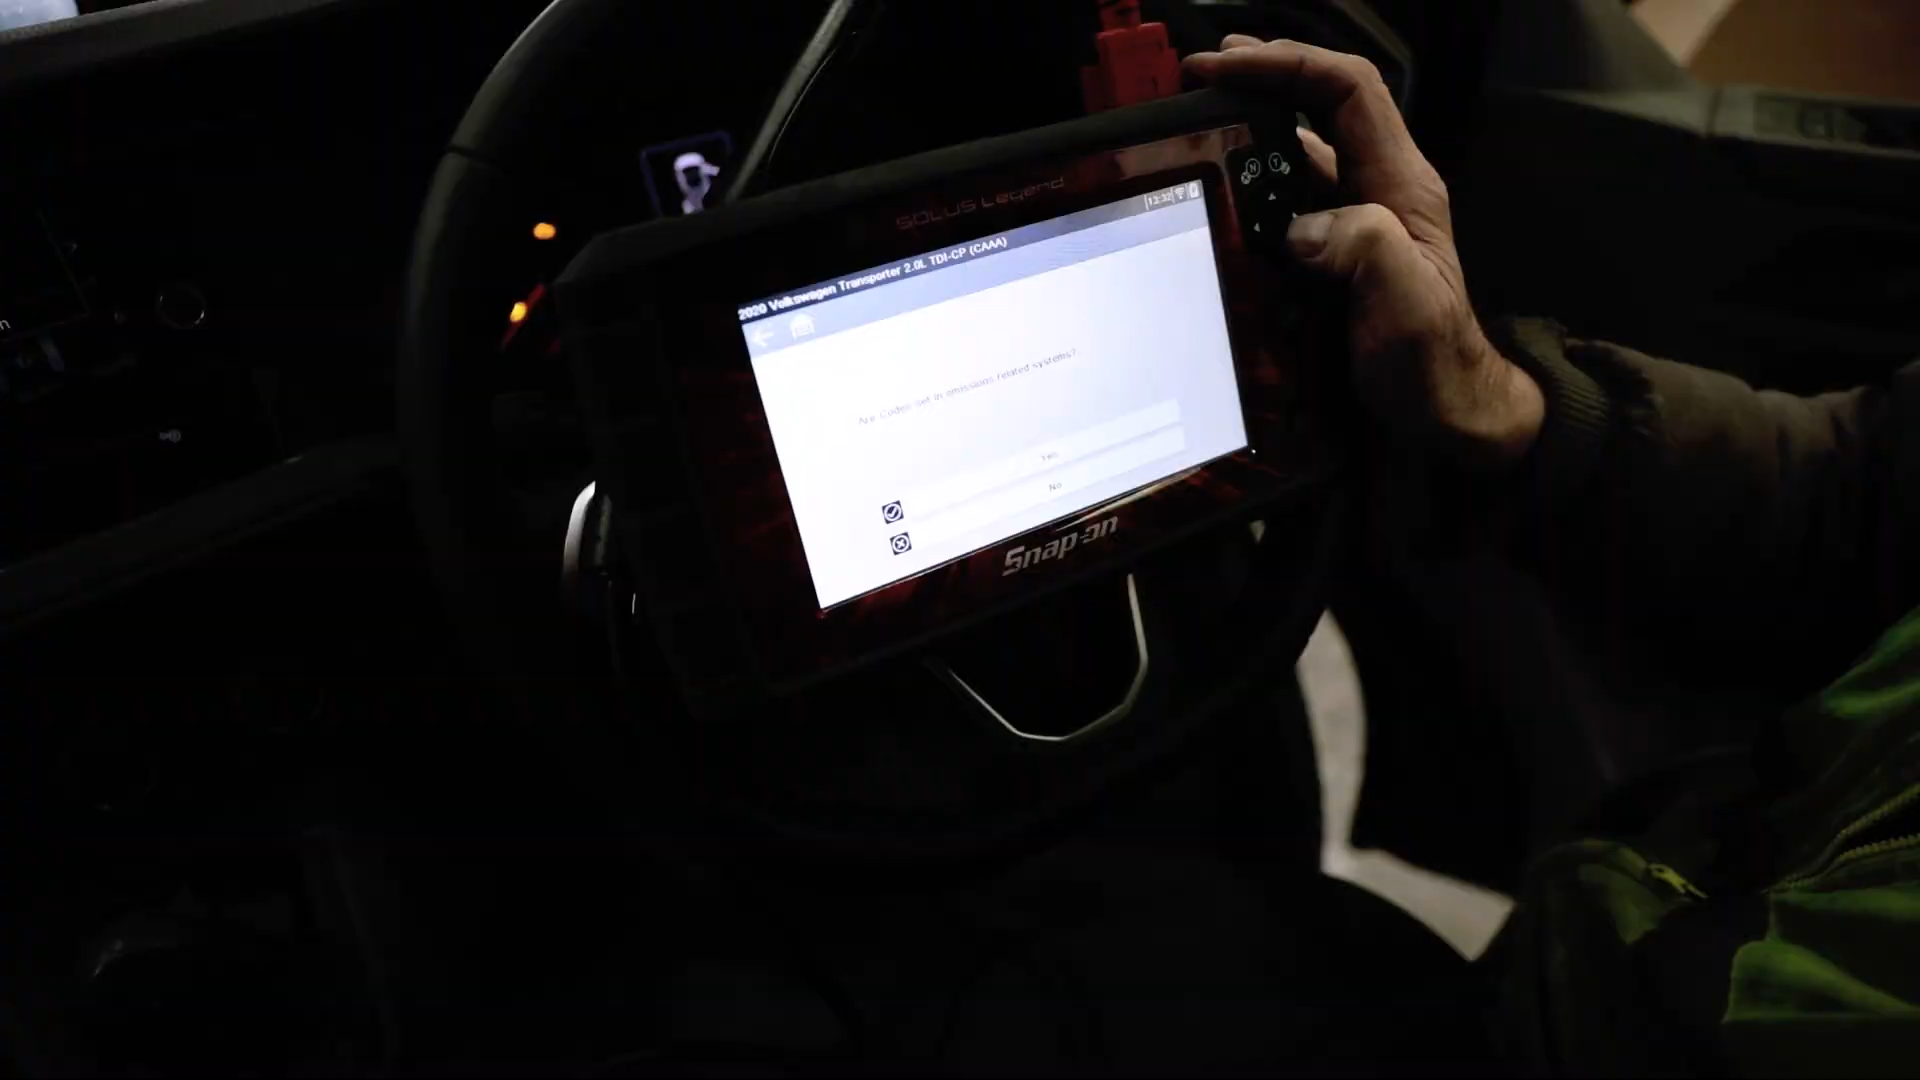 SOLUS Legend
13:32
2020 Volkswagen Transporter 2.0L TDI-CP (CAAA)
Are Codes set in emissions related systems?
Yes
No
Snap-on
N
Y